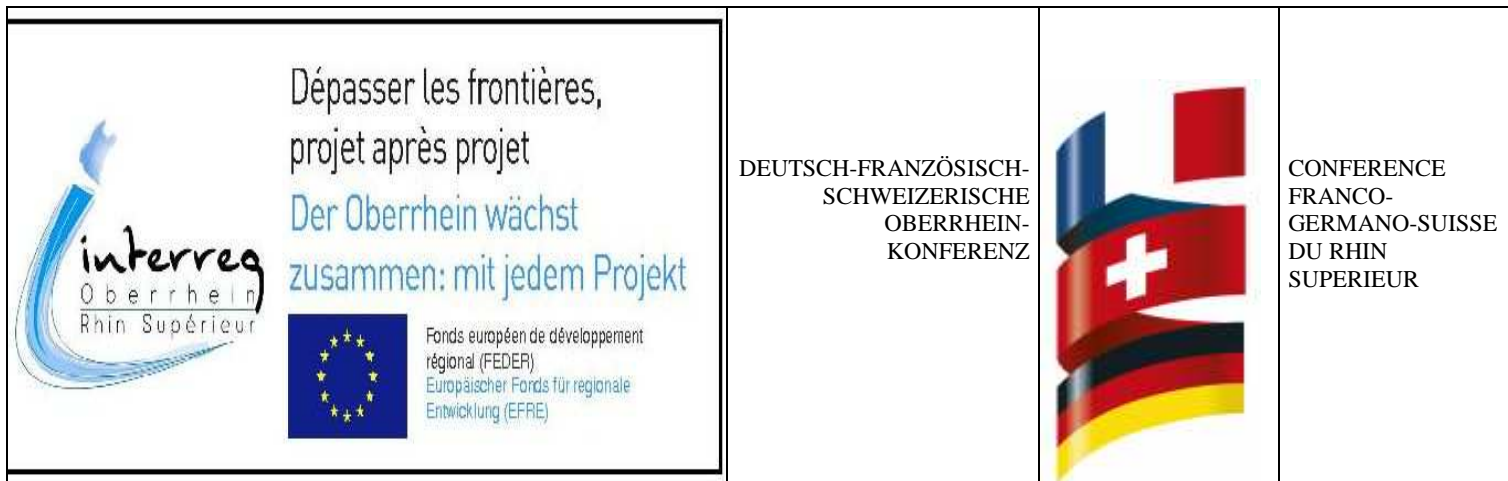 Dépasser les frontières,
projet après projet
Der Oberrhein wächst
zusammen: mit jedem Projekt
interreg
Oberrhein
Rhin Supérieur
Fonds européen de développement
régional (FEDER)
Europäischer Fonds für regionale
Entwicklung (EFRE)
DEUTSCH-FRANZÖSISCH-
SCHWEIZERISCHE
OBERRHEIN-
KONFERENZ
CONFERENCE
FRANCO-
GERMANO-SUISSE
DU RHIN
SUPERIEUR